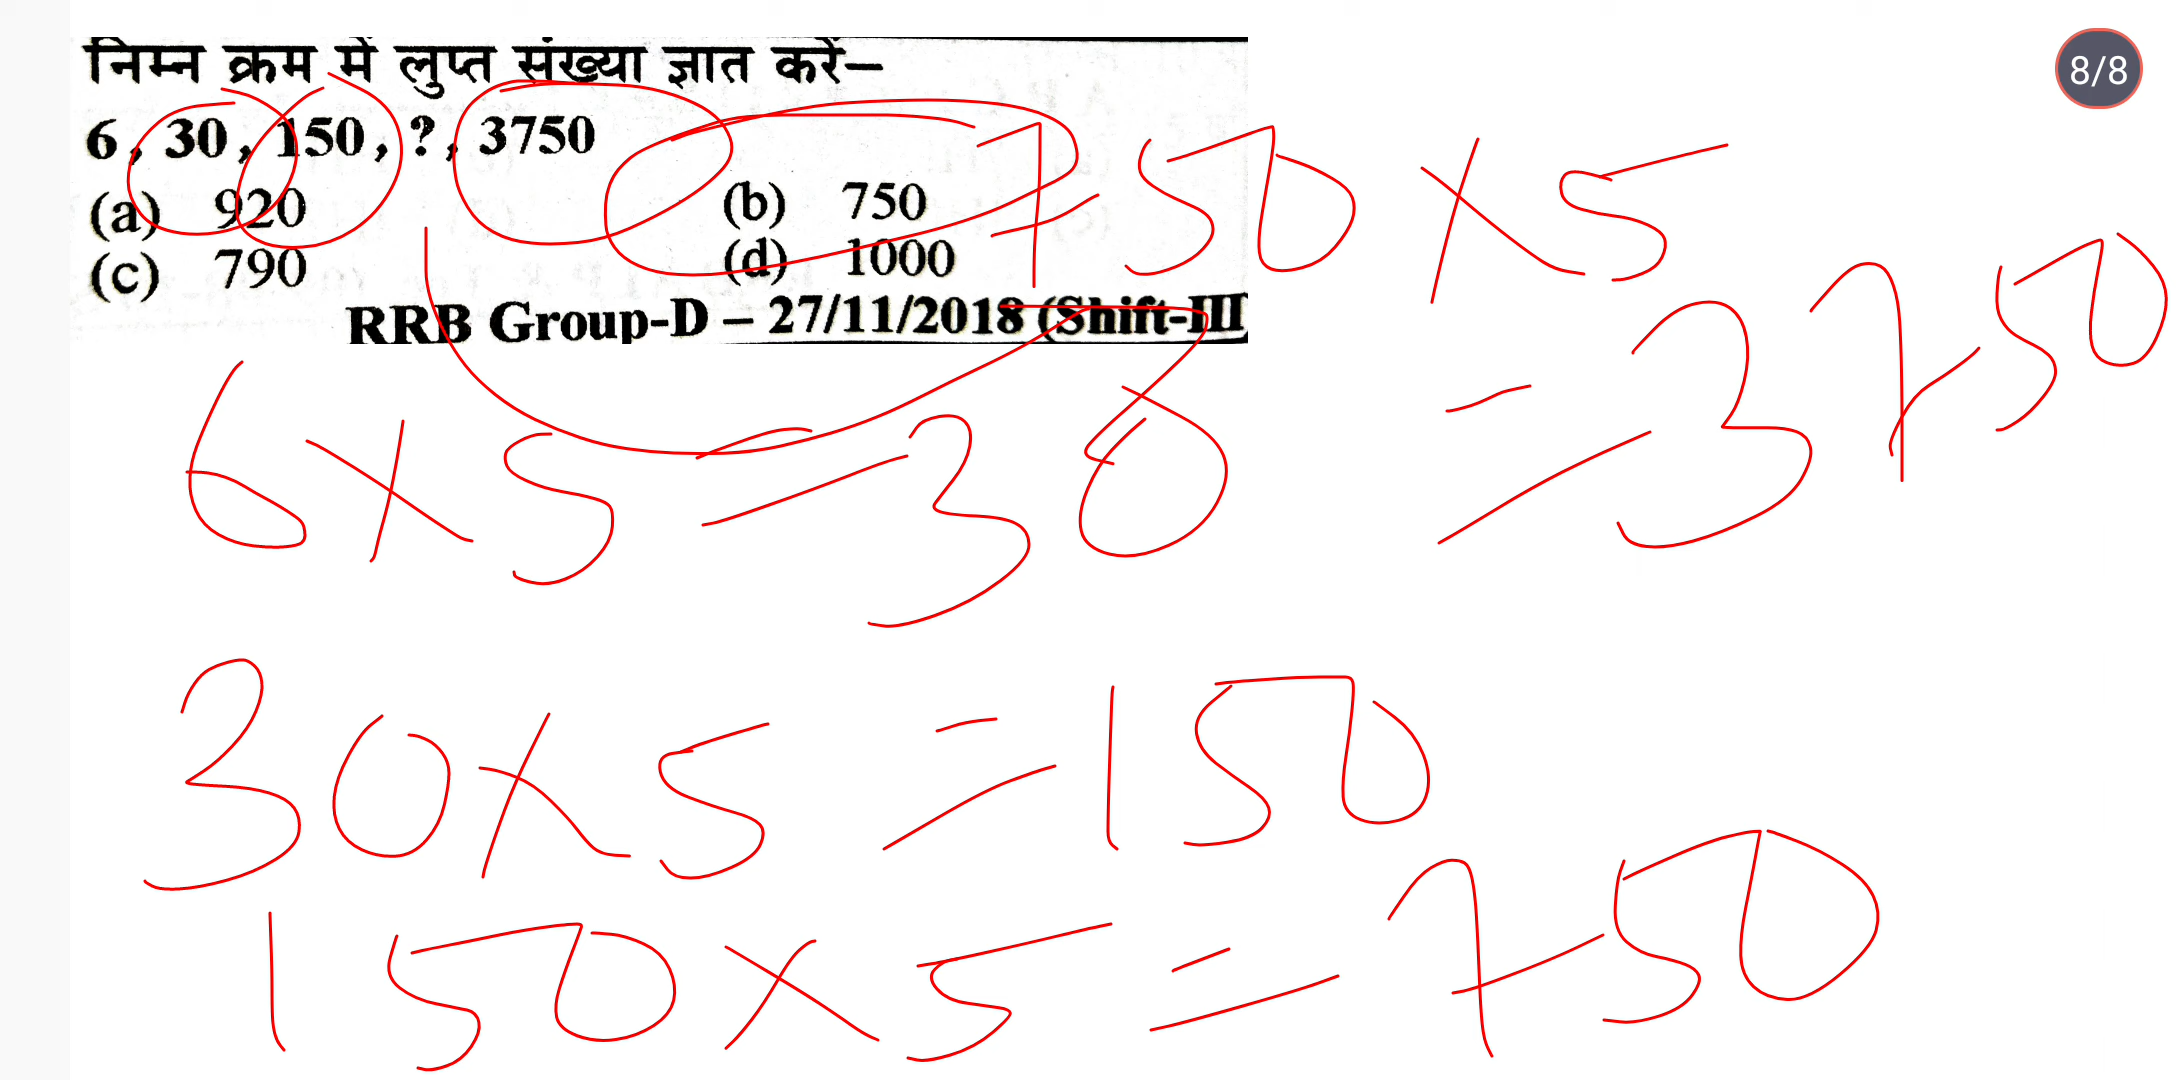 निम्न क्रम में लुप्त संख्या ज्ञात करें–
8/8
6, 30, 150, ?, 3750
(a) 920 (b) 750
(c) 790 (d) 1000
RRB Group-D – 27/11/2018 (Shift-III)
750 × 5
= 3750
6 × 5 = 30
30 × 5 = 150
150 × 5 = 750